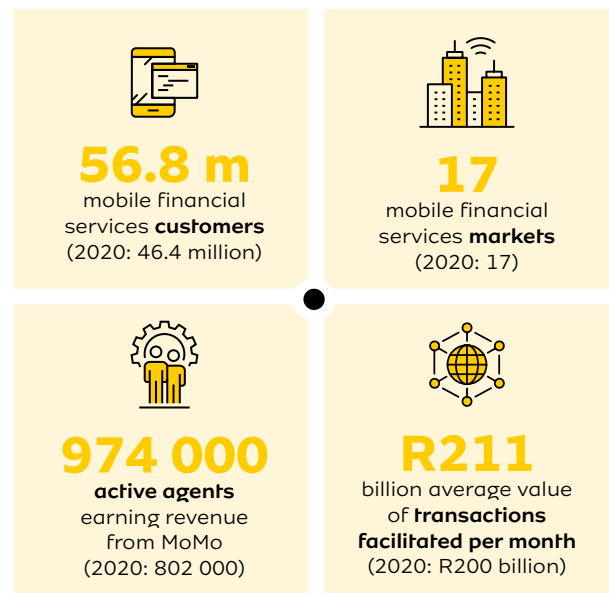 56.8 m
mobile financial
services customers
(2020: 46.4 million)
17
mobile financial
services markets
(2020: 17)
974 000
active agents
earning revenue
from MoMo
(2020: 802 000)
R211
billion average value
of transactions
facilitated per month
(2020: R200 billion)